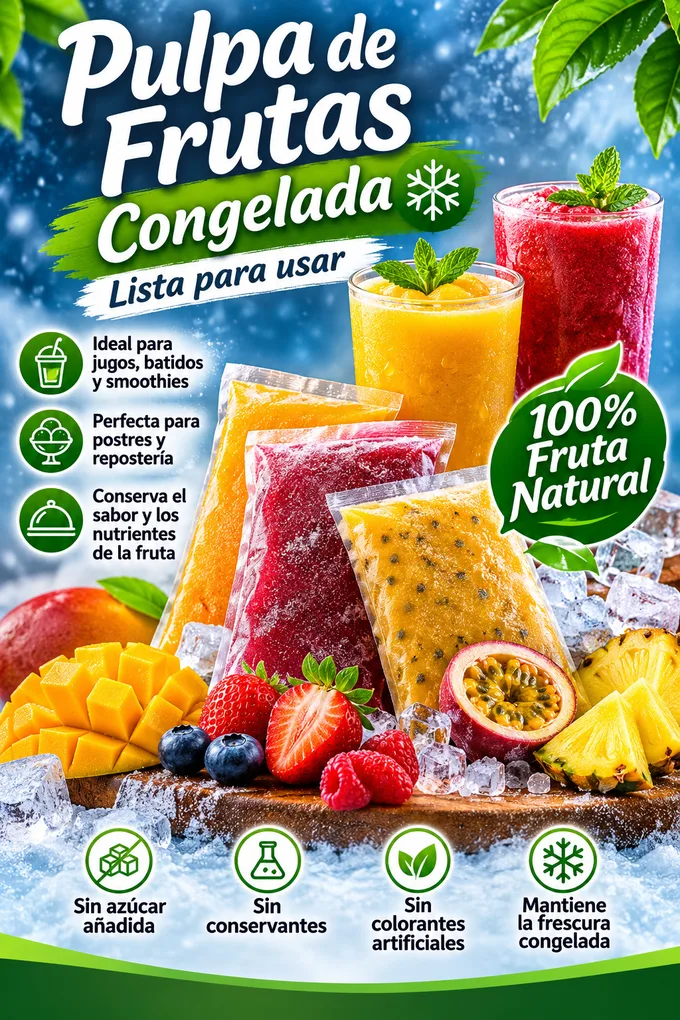 Pulpa de
Frutas
Congelada
Lista para usar
Ideal para
jugos, batidos
y smoothies
Perfecta para
postres y
repostería
Conserva el
sabor y los
nutrientes
de la fruta
100%
Fruta
Natural
Sin azúcar
añadida
Sin
conservantes
Sin
colorantes
artificiales
Mantiene
la frescura
congelada